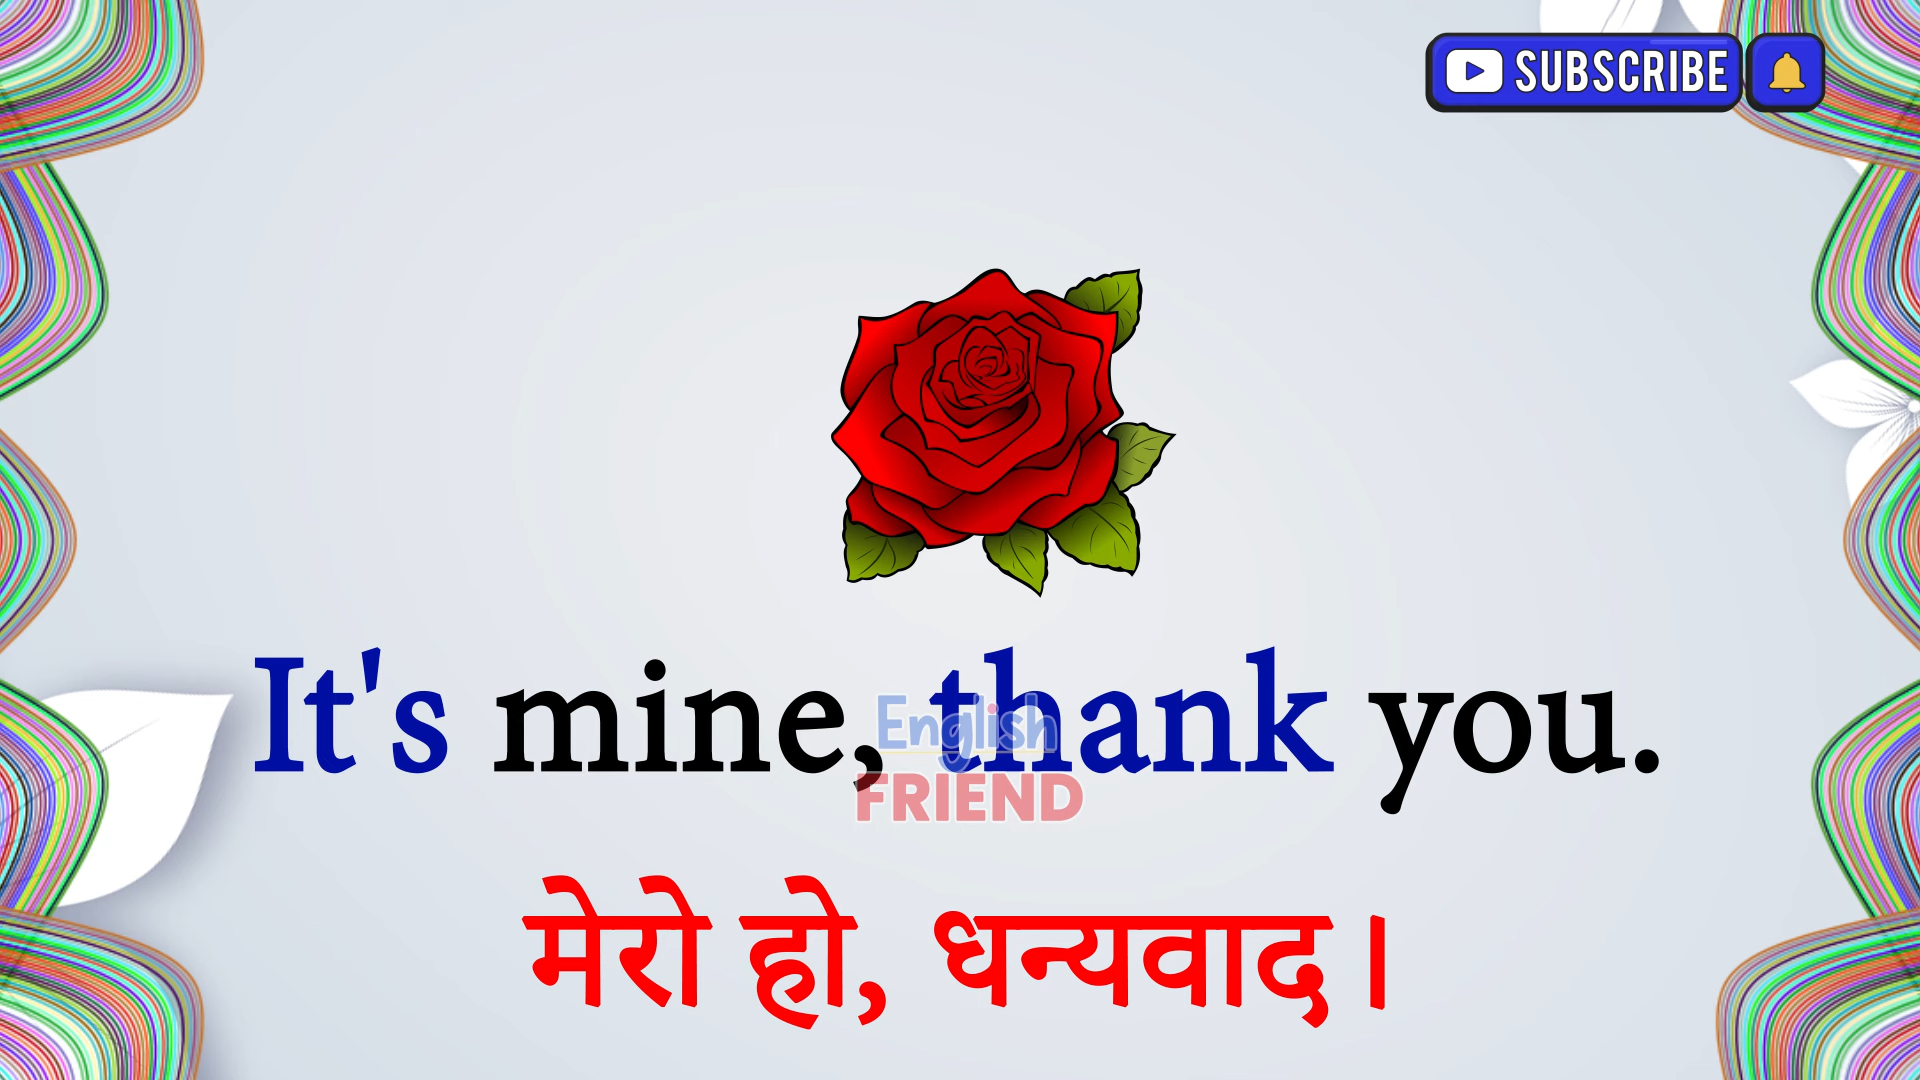 SUBSCRIBE
It's mine, thank you.
English
FRIEND
मेरो हो, धन्यवाद।